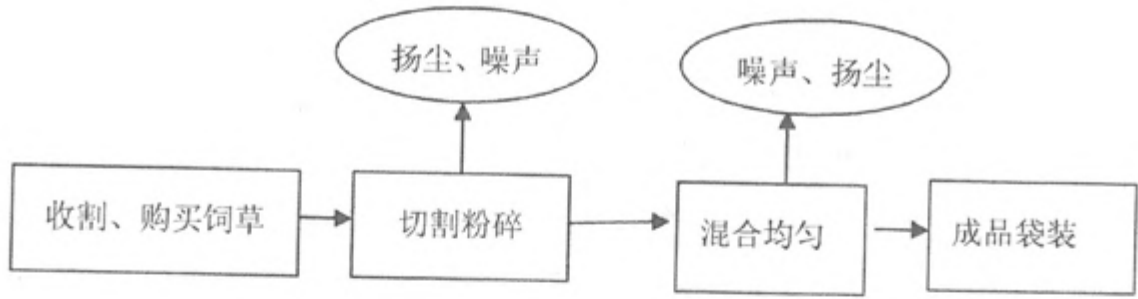 扬尘、噪声
噪声、扬尘
收割、购买饲草
切割粉碎
混合均匀
成品袋装